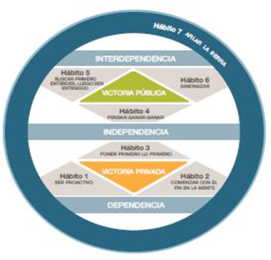 Hábito 7 AFILAR LA SIERRA
INTERDEPENDENCIA
Hábito 5
BUSCAR PRIMERO
ENTENDER, LUEGO SER
ENTENDIDO
Hábito 6
SINERGIZAR
VICTORIA PÚBLICA
Hábito 4
PENSAR GANAR-GANAR
INDEPENDENCIA
Hábito 3
PONER PRIMERO LO PRIMERO
Hábito 1
SER PROACTIVO
VICTORIA PRIVADA
Hábito 2
COMENZAR CON EL
FIN EN LA MENTE
DEPENDENCIA